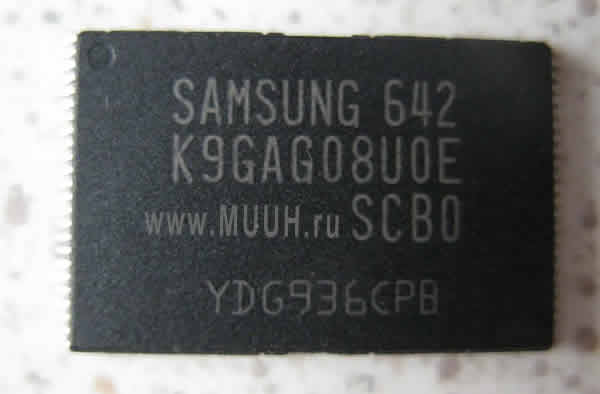 SAMSUNG 642
K9GAG08U0E
www.MUUH.ru SCB0
YDG936CPB